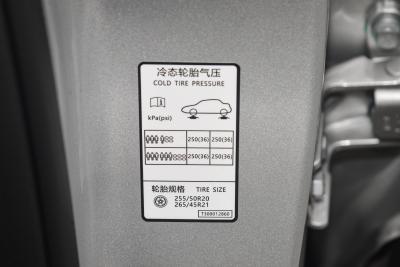 冷态轮胎气压
COLD TIRE PRESSURE
kPa(psi)
250(36) 250(36)
250(36) 250(36)
轮胎规格 TIRE SIZE
255/50R20
265/45R21
T300012860